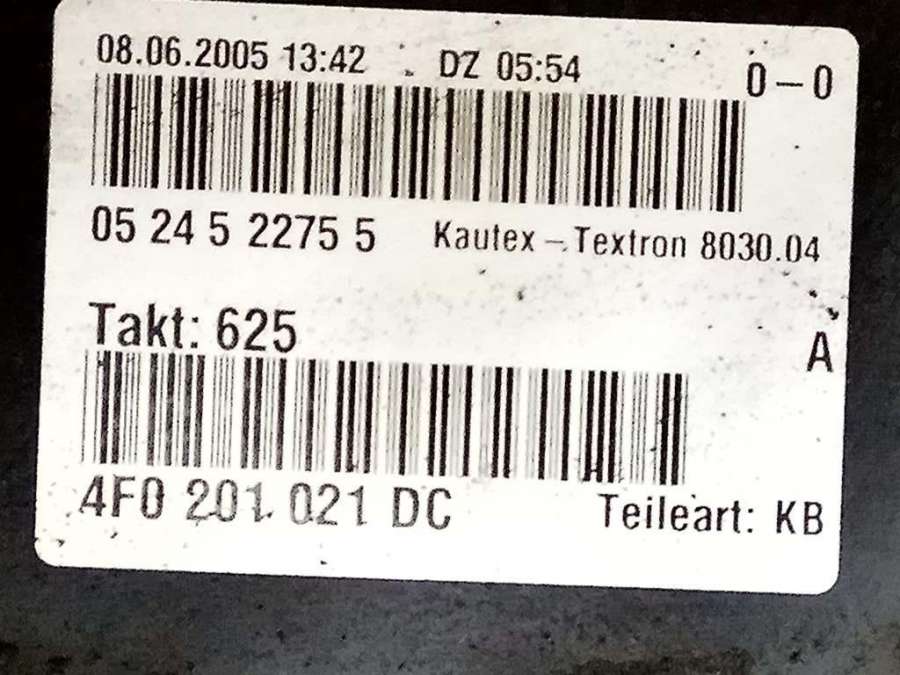 08.06.2005 13:42 DZ 05:54 0-0
05 24 5 2275 5 Kautex-Textron 8030.04
Takt: 625
A
4F0 201 021 DC Teileart: KB